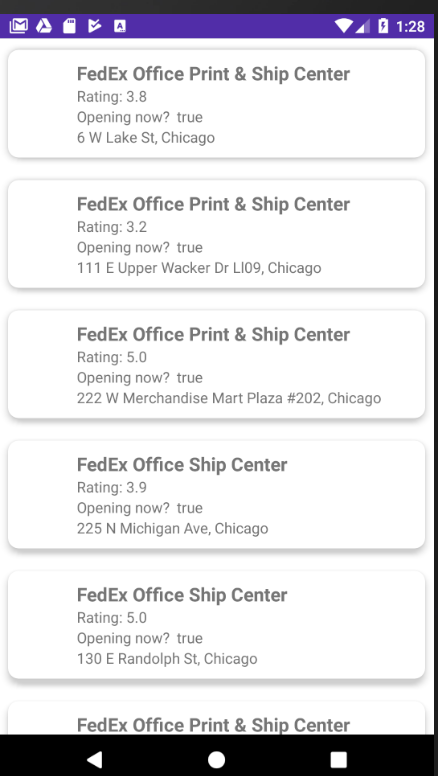 1:28
FedEx Office Print & Ship Center
Rating: 3.8
Opening now? true
6 W Lake St, Chicago
FedEx Office Print & Ship Center
Rating: 3.2
Opening now? true
111 E Upper Wacker Dr Ll09, Chicago
FedEx Office Print & Ship Center
Rating: 5.0
Opening now? true
222 W Merchandise Mart Plaza #202, Chicago
FedEx Office Ship Center
Rating: 3.9
Opening now? true
225 N Michigan Ave, Chicago
FedEx Office Ship Center
Rating: 5.0
Opening now? true
130 E Randolph St, Chicago
FedEx Office Print & Ship Center